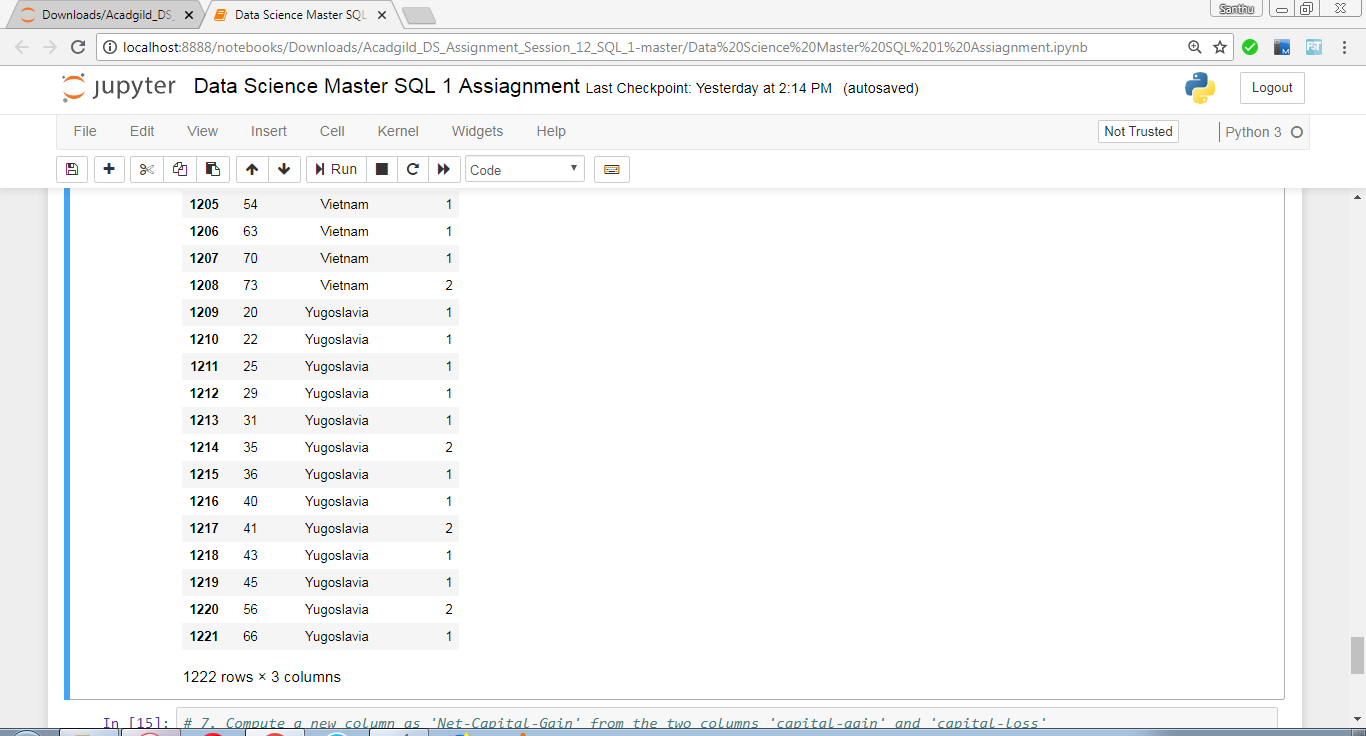 Downloads/Acadgild_DS_
Data Science Master SQL
Santhu
localhost:8888/notebooks/Downloads/Acadgild_DS_Assignment_Session_12_SQL_1-master/Data%20Science%20Master%20SQL%201%20Assiagnment.ipynb
jupyter Data Science Master SQL 1 Assiagnment Last Checkpoint: Yesterday at 2:14 PM (autosaved)
Logout
File Edit View Insert Cell Kernel Widgets Help
Not Trusted
Python 3
Run
Code
1205 54 Vietnam 1
1206 63 Vietnam 1
1207 70 Vietnam 1
1208 73 Vietnam 2
1209 20 Yugoslavia 1
1210 22 Yugoslavia 1
1211 25 Yugoslavia 1
1212 29 Yugoslavia 1
1213 31 Yugoslavia 1
1214 35 Yugoslavia 2
1215 36 Yugoslavia 1
1216 40 Yugoslavia 1
1217 41 Yugoslavia 2
1218 43 Yugoslavia 1
1219 45 Yugoslavia 1
1220 56 Yugoslavia 2
1221 66 Yugoslavia 1
1222 rows × 3 columns
In [15]: # 7. Compute a new column as 'Net-Capital-Gain' from the two columns 'capital-gain' and 'capital-loss'